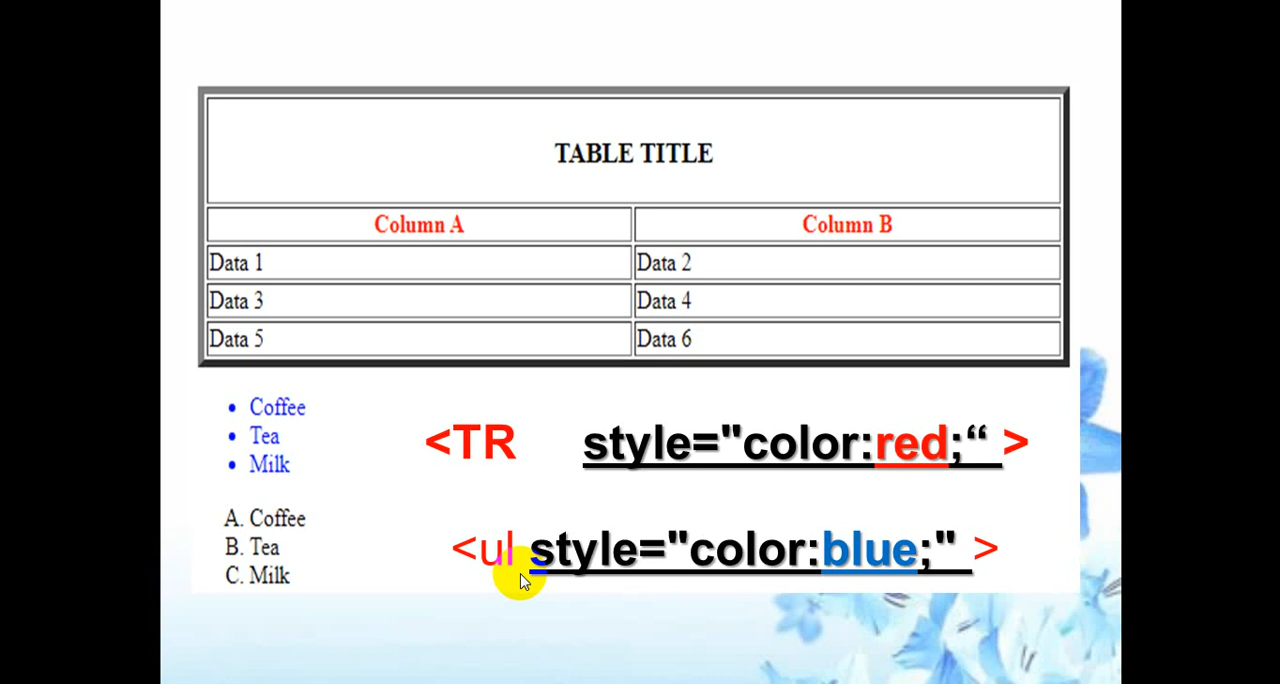 TABLE TITLE
Column A Column B
Data 1 Data 2
Data 3 Data 4
Data 5 Data 6
• Coffee
• Tea
• Milk
<TR style="color:red;“ >
A. Coffee
B. Tea
C. Milk
<ul style="color:blue;" >